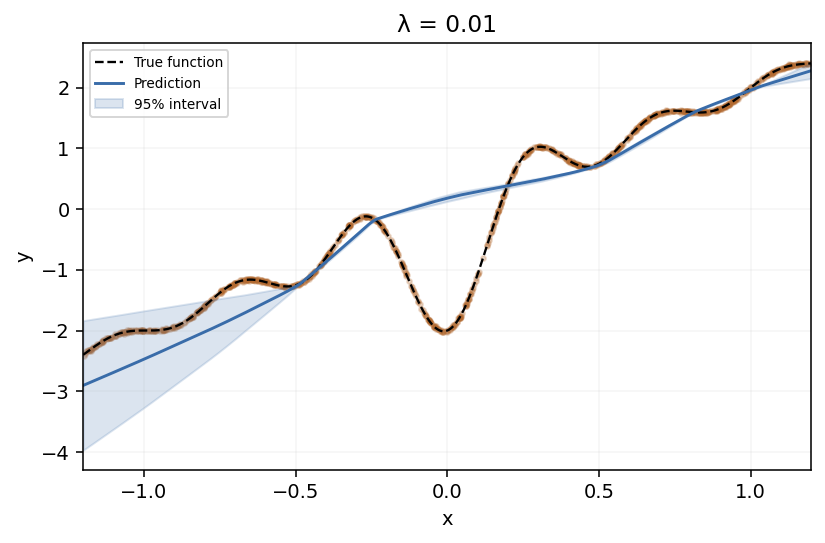 λ = 0.01
True function
Prediction
95% interval
y
2
1
0
−1
−2
−3
−4
−1.0 −0.5 0.0 0.5 1.0
x